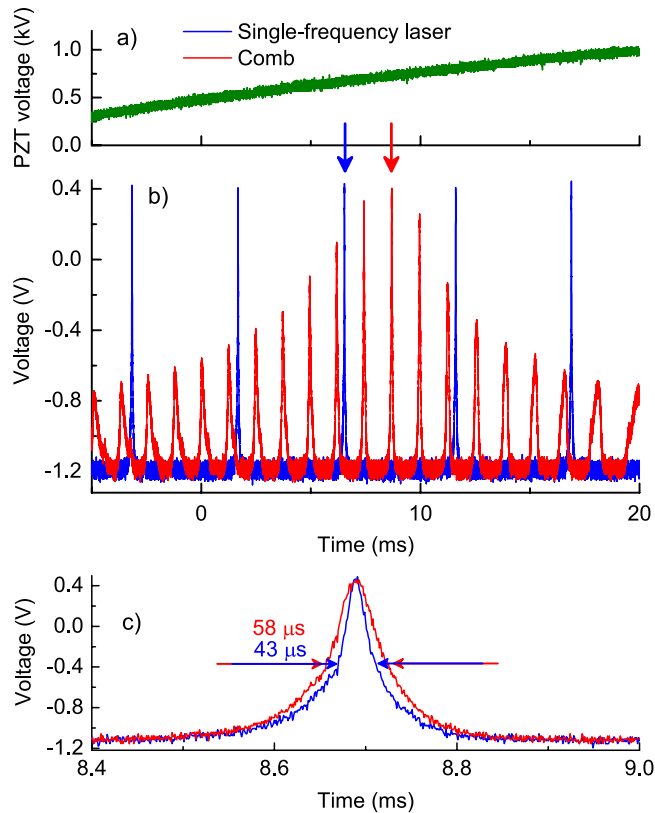 a)
Single-frequency laser
Comb
PZT voltage (kV)
1.0
0.5
0.0
b)
Voltage (V)
0.4
0.0
-0.4
-0.8
-1.2
0
10
20
Time (ms)
c)
Voltage (V)
0.4
0.0
-0.4
-0.8
-1.2
58 μs
43 μs
8.4
8.6
8.8
9.0
Time (ms)